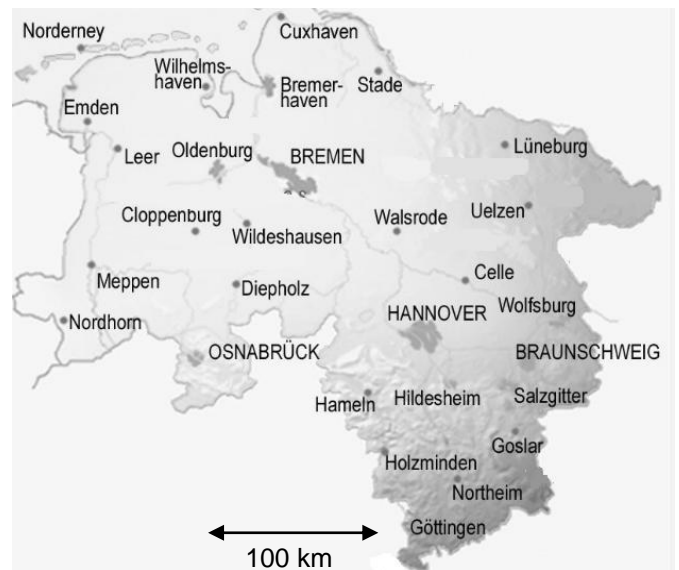 Norderney
Cuxhaven
Wilhelms-
haven
Bremer-
haven
Stade
Emden
Leer
Oldenburg
BREMEN
Lüneburg
Cloppenburg
Wildeshausen
Walsrode
Uelzen
Meppen
Diepholz
Celle
Nordhorn
HANNOVER
Wolfsburg
OSNABRÜCK
BRAUNSCHWEIG
Hameln
Hildesheim
Salzgitter
Goslar
Holzminden
Northeim
Göttingen
100 km